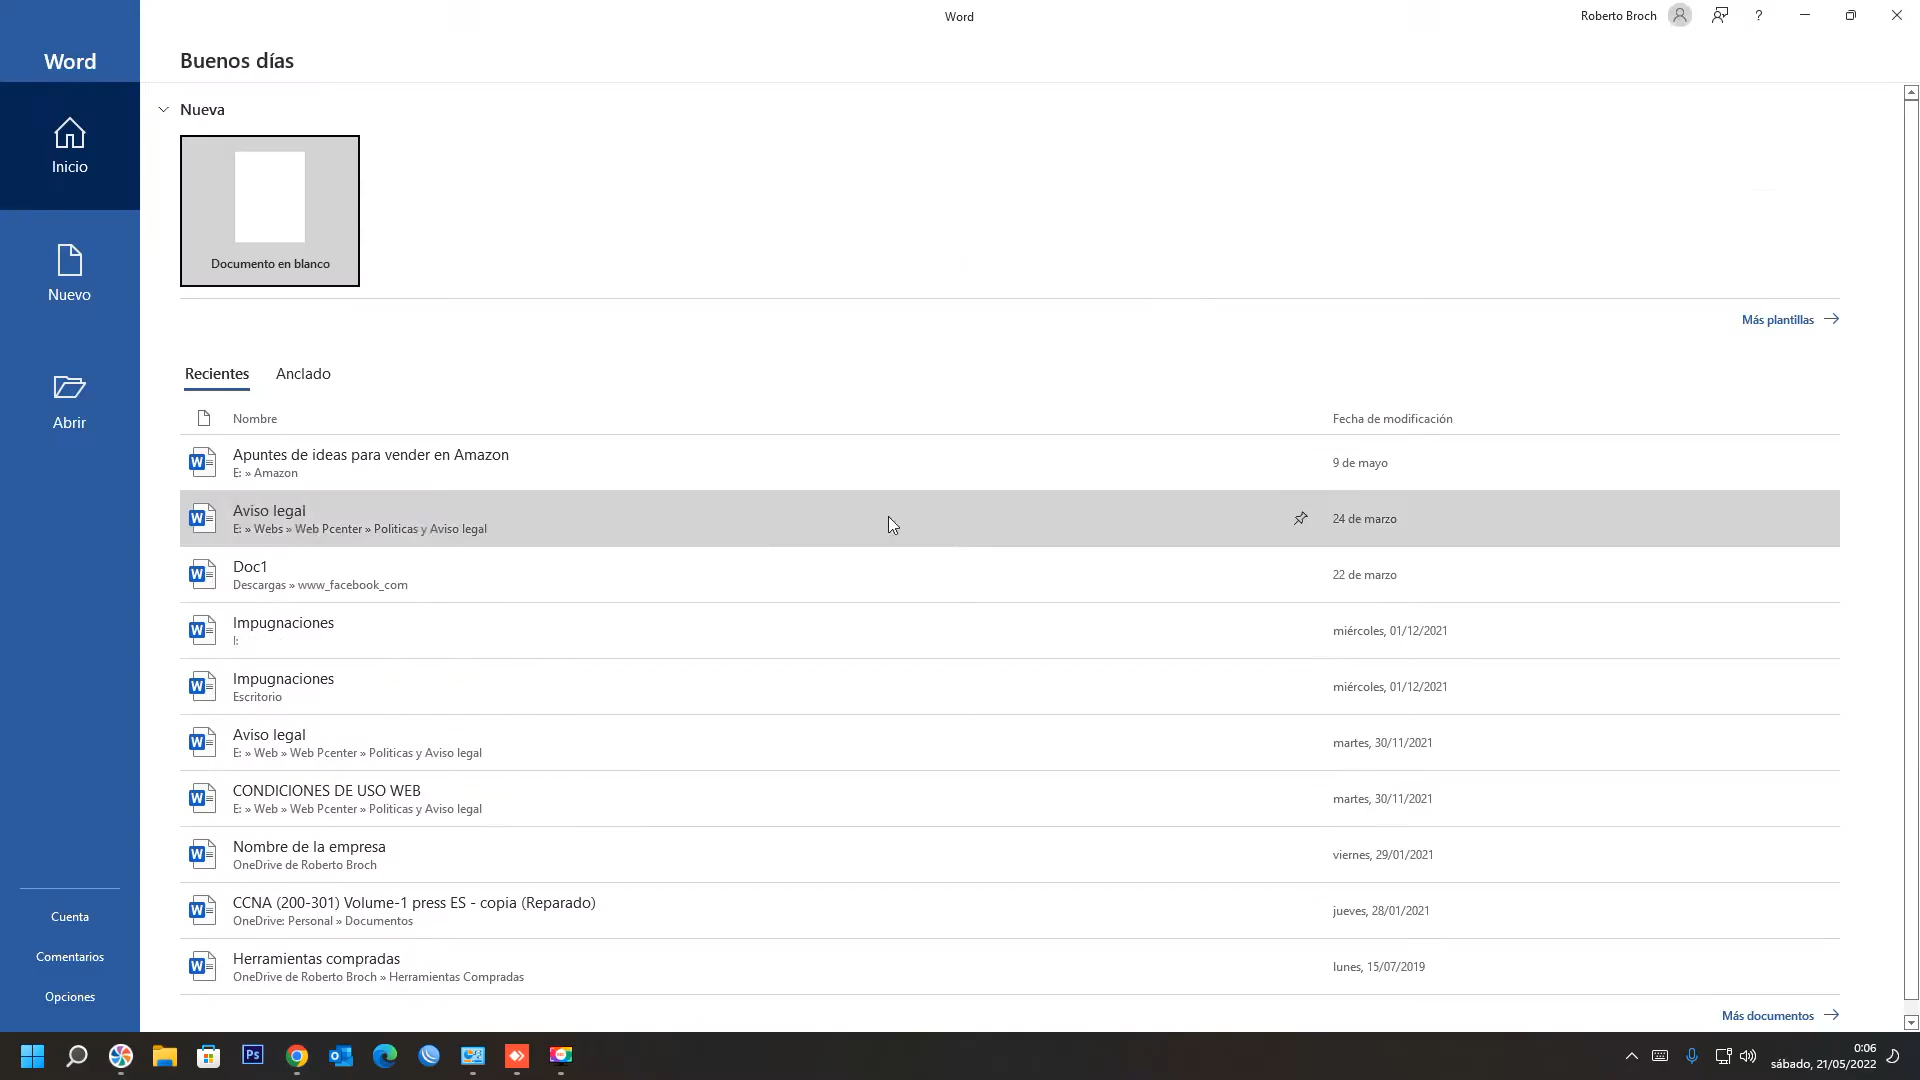 Word
Roberto Broch
?
Word
Buenos días
Inicio
Nuevo
Abrir
Nueva
Documento en blanco
Más plantillas
Recientes
Anclado
Nombre
Fecha de modificación
Apuntes de ideas para vender en Amazon
E: » Amazon
9 de mayo
Aviso legal
E: » Webs » Web Pcenter » Politicas y Aviso legal
24 de marzo
Doc1
Descargas » www_facebook_com
22 de marzo
Impugnaciones
I:
miércoles, 01/12/2021
Impugnaciones
Escritorio
miércoles, 01/12/2021
Aviso legal
E: » Web » Web Pcenter » Politicas y Aviso legal
martes, 30/11/2021
CONDICIONES DE USO WEB
E: » Web » Web Pcenter » Politicas y Aviso legal
martes, 30/11/2021
Nombre de la empresa
OneDrive de Roberto Broch
viernes, 29/01/2021
CCNA (200-301) Volume-1 press ES - copia (Reparado)
OneDrive: Personal » Documentos
jueves, 28/01/2021
Herramientas compradas
OneDrive de Roberto Broch » Herramientas Compradas
lunes, 15/07/2019
Más documentos
Cuenta
Comentarios
Opciones
Ps
0:06
sábado, 21/05/2022